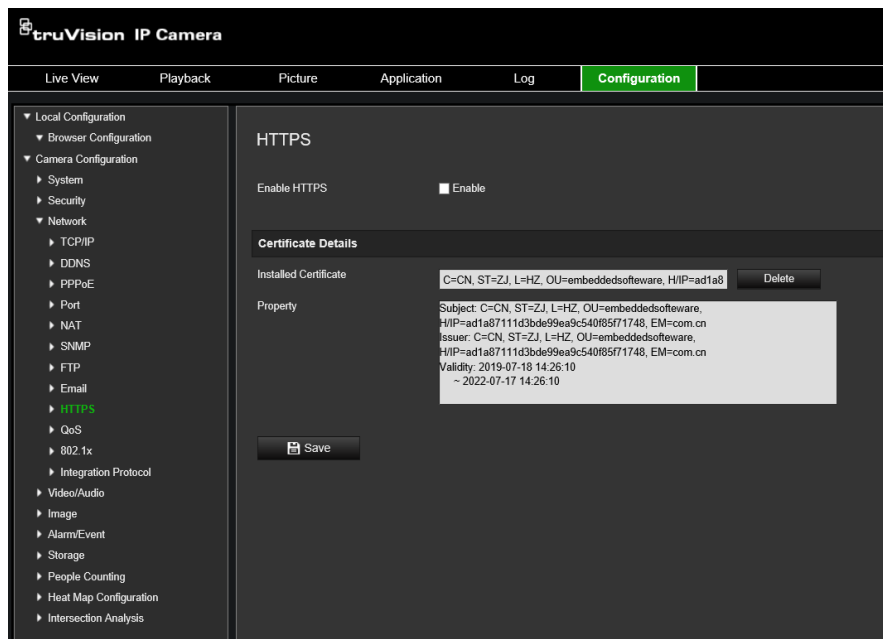 truVision IP Camera
Live View Playback Picture Application Log Configuration
Local Configuration
Browser Configuration
Camera Configuration
System
Security
Network
TCP/IP
DDNS
PPPoE
Port
NAT
SNMP
FTP
Email
HTTPS
QoS
802.1x
Integration Protocol
Video/Audio
Image
Alarm/Event
Storage
People Counting
Heat Map Configuration
Intersection Analysis
HTTPS
Enable HTTPS Enable
Certificate Details
Installed Certificate C=CN, ST=ZJ, L=HZ, OU=embeddedsofteware, H/IP=ad1a8 Delete
Property
Subject: C=CN, ST=ZJ, L=HZ, OU=embeddedsofteware,
H/IP=ad1a87111d3bde99ea9c540f85f71748, EM=com.cn
Issuer: C=CN, ST=ZJ, L=HZ, OU=embeddedsofteware,
H/IP=ad1a87111d3bde99ea9c540f85f71748, EM=com.cn
Validity: 2019-07-18 14:26:10
~ 2022-07-17 14:26:10
Save